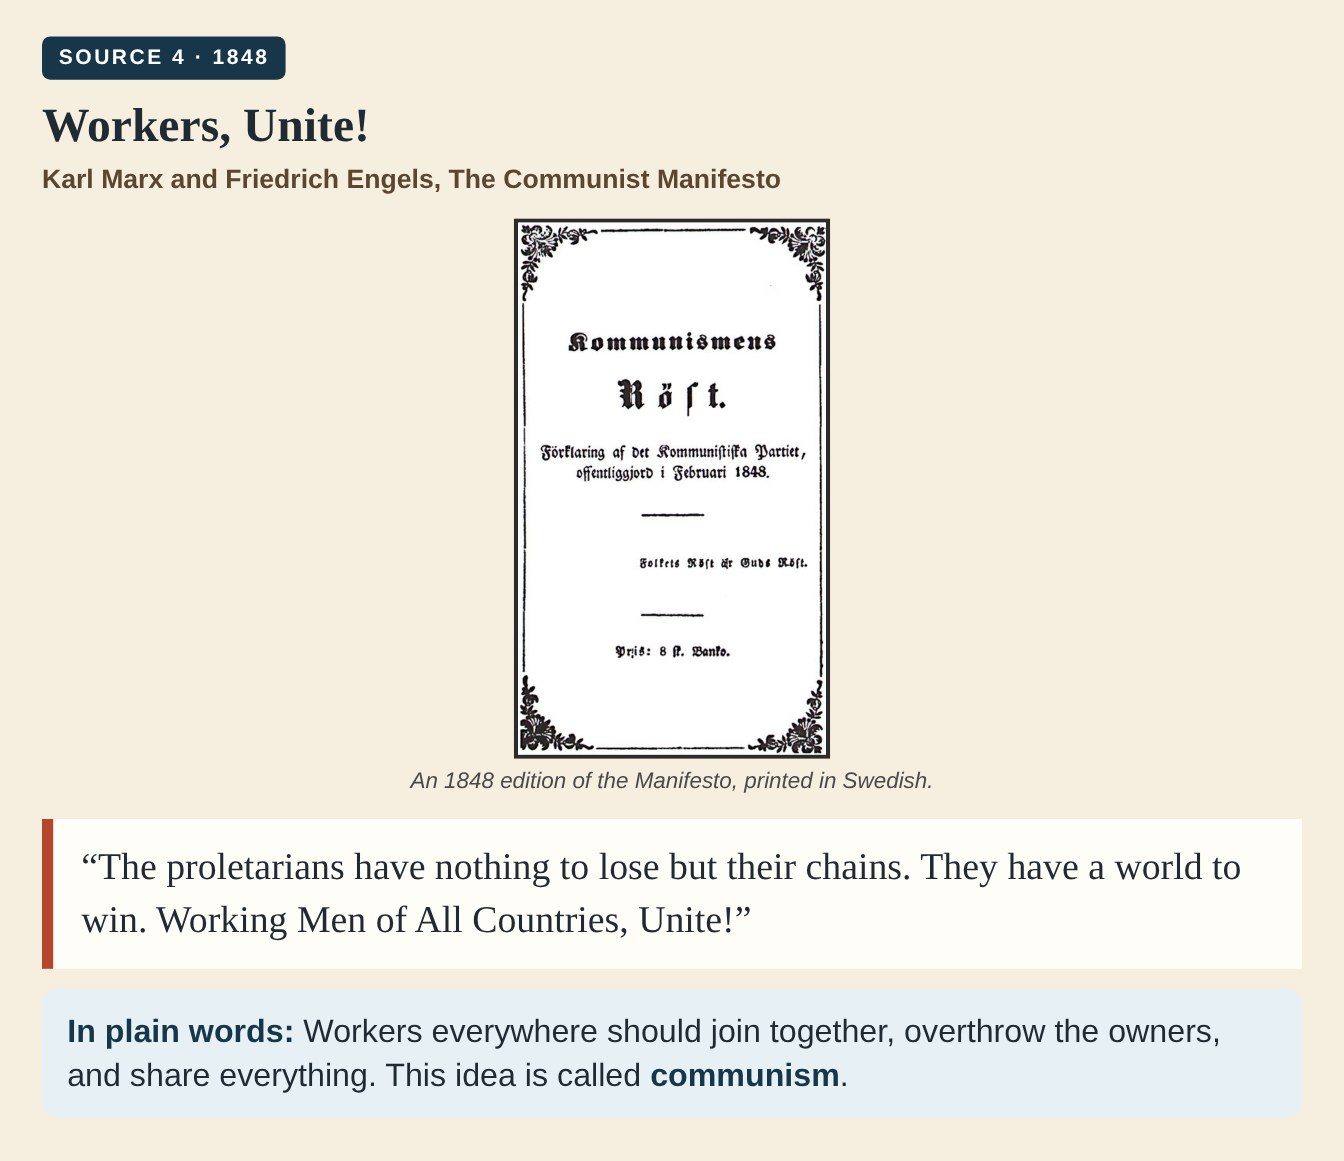 SOURCE 4 · 1848
Workers, Unite!
Karl Marx and Friedrich Engels, The Communist Manifesto
Kommunismens
Röſt.
Förklaring af det Kommuniſtiſka Partiet,
offentliggjord i Februari 1848.
Folkets Röſt är Guds Röſt.
Pris: 8 ſk. Banko.
An 1848 edition of the Manifesto, printed in Swedish.
“The proletarians have nothing to lose but their chains. They have a world to
win. Working Men of All Countries, Unite!”
In plain words: Workers everywhere should join together, overthrow the owners,
and share everything. This idea is called communism.